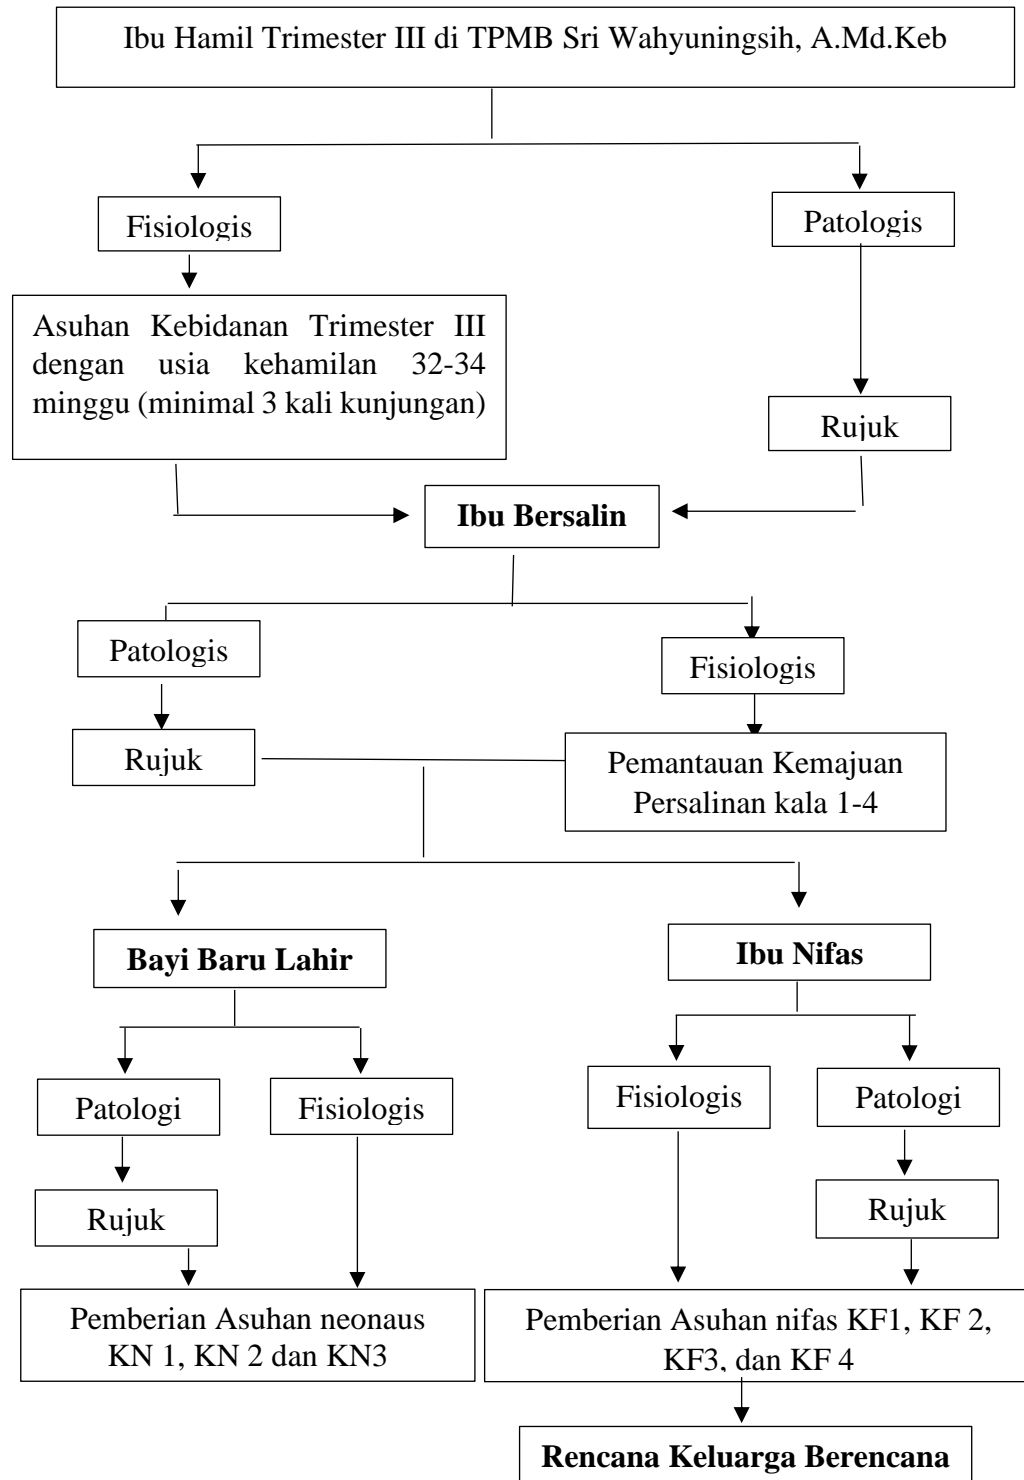 Ibu Hamil Trimester III di TPMB Sri Wahyuningsih, A.Md.Keb
Fisiologis
Patologis
Asuhan Kebidanan Trimester III
dengan usia kehamilan 32-34
minggu (minimal 3 kali kunjungan)
Rujuk
Ibu Bersalin
Patologis
Fisiologis
Rujuk
Pemantauan Kemajuan
Persalinan kala 1-4
Bayi Baru Lahir
Ibu Nifas
Patologi
Fisiologis
Fisiologis
Patologi
Rujuk
Rujuk
Pemberian Asuhan neonaus
KN 1, KN 2 dan KN3
Pemberian Asuhan nifas KF1, KF 2,
KF3, dan KF 4
Rencana Keluarga Berencana